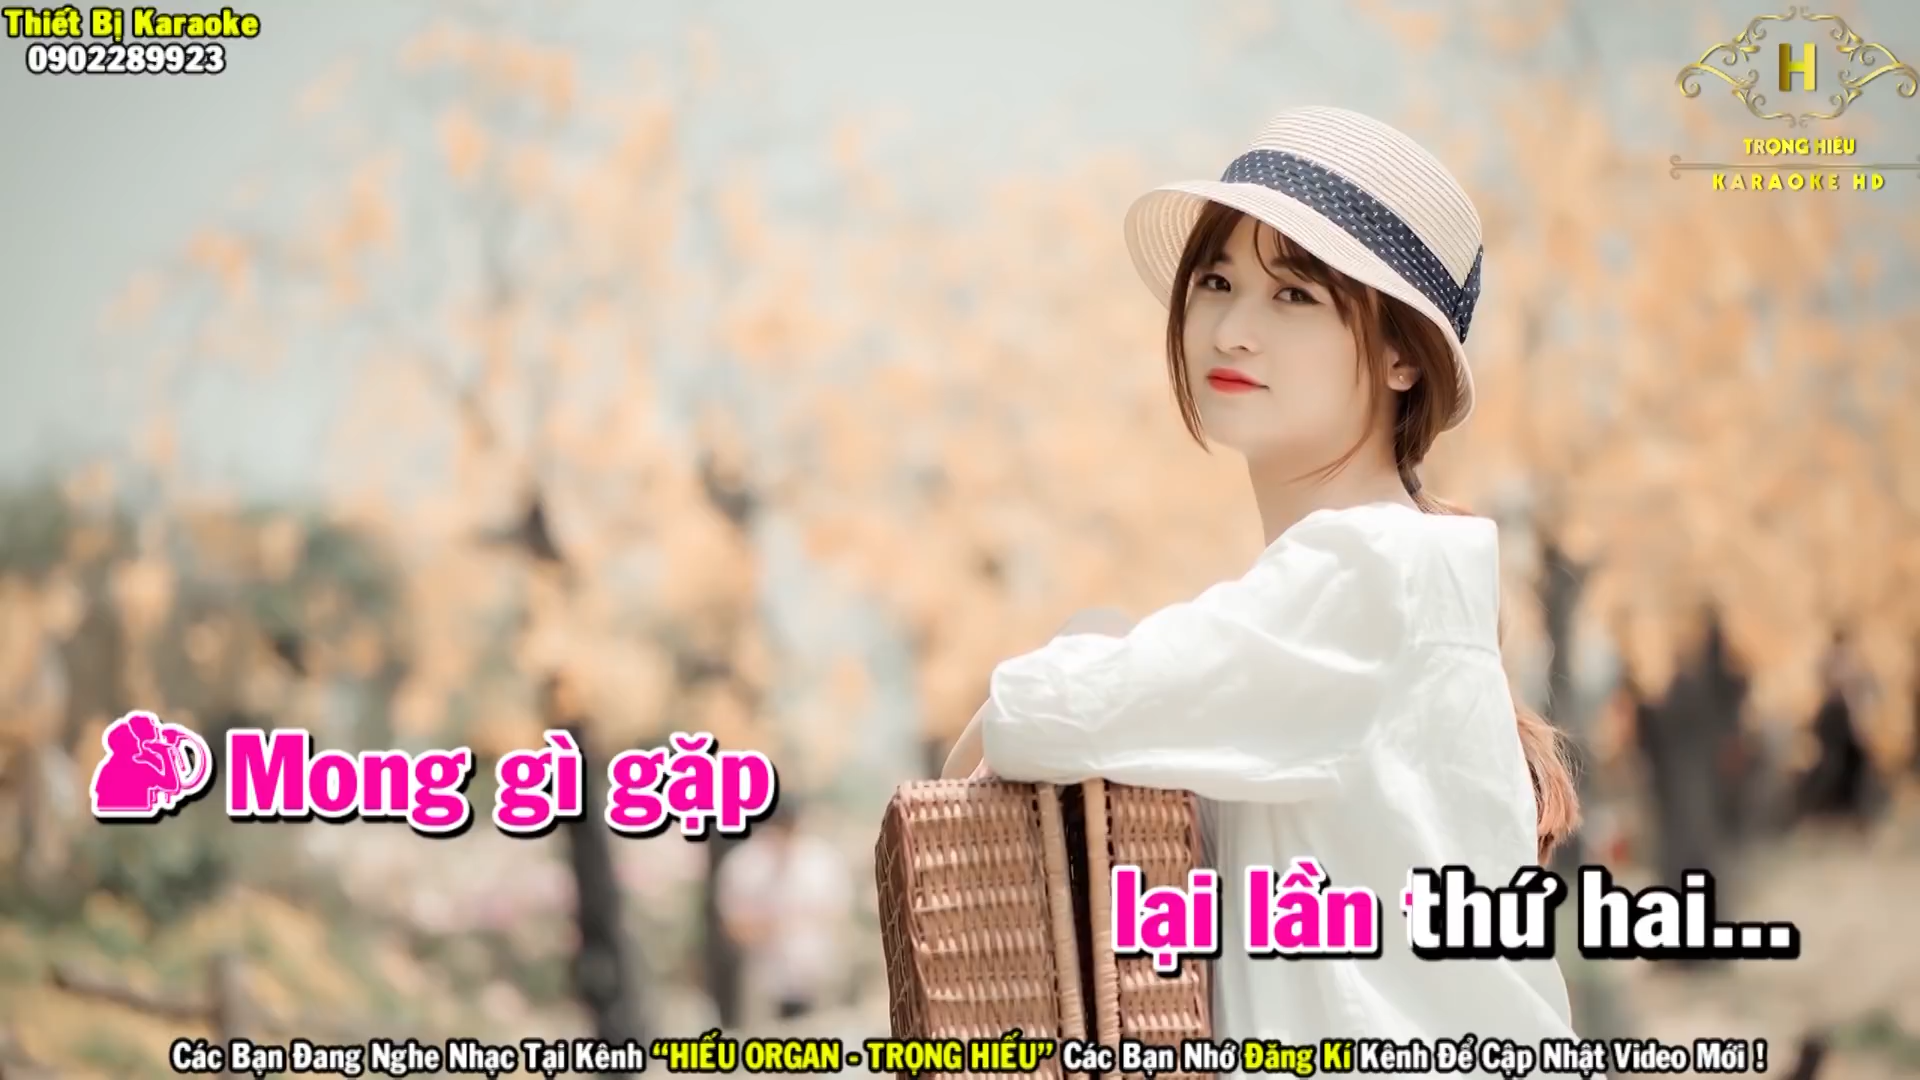 Thiết Bị Karaoke
0902289923
H
TRỌNG HIẾU
KARAOKE HD
Mong gì gặp
lại lần thứ hai...
Các Bạn Đang Nghe Nhạc Tại Kênh “HIẾU ORGAN - TRỌNG HIẾU” Các Bạn Nhớ Đăng Kí Kênh Để Cập Nhật Video Mới !